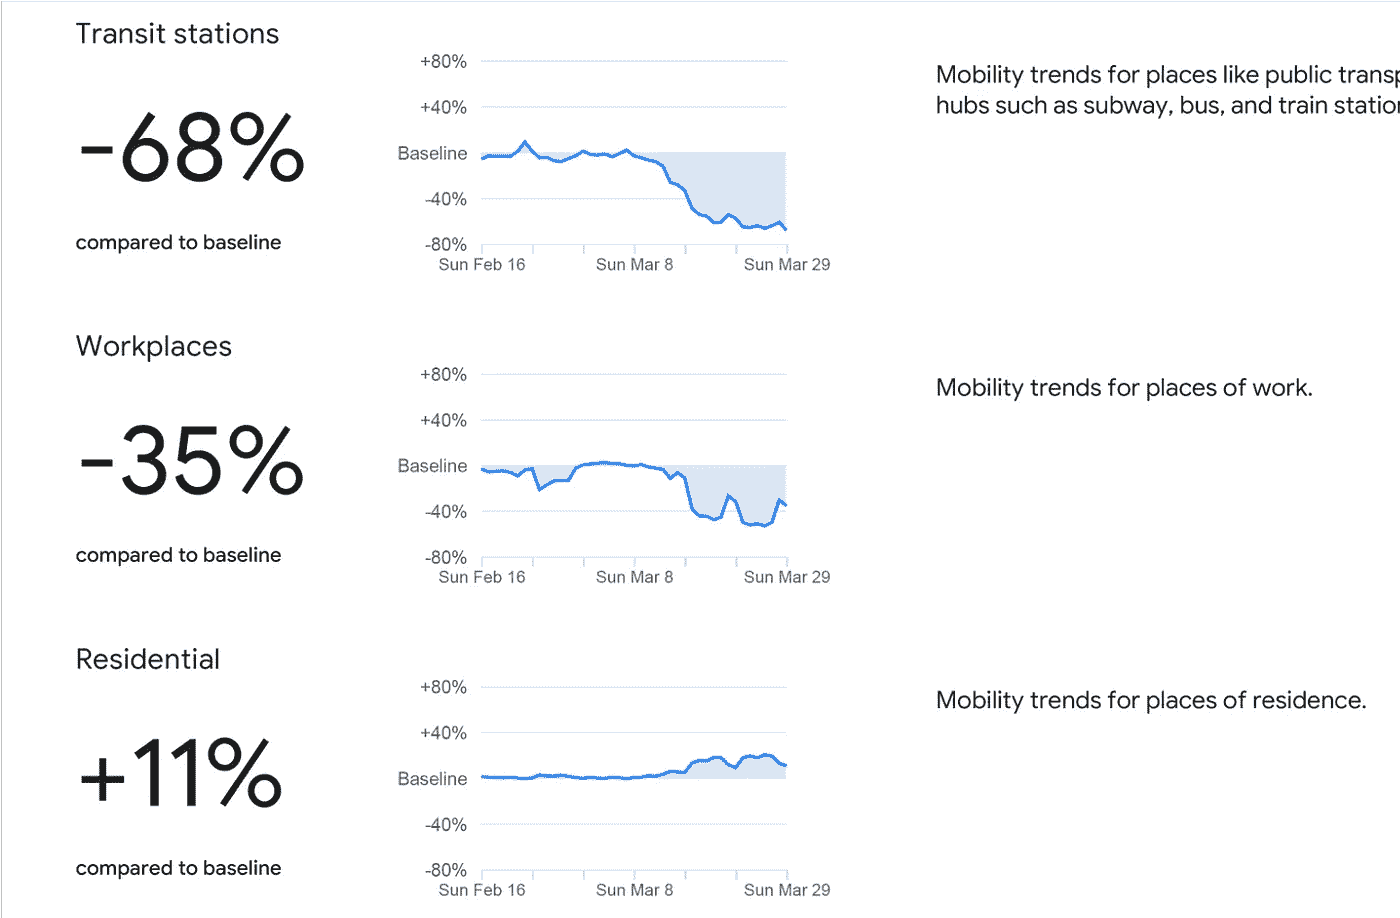 Transit stations
-68%
compared to baseline
+80%
+40%
Baseline
-40%
-80%
Sun Feb 16 Sun Mar 8 Sun Mar 29
Mobility trends for places like public
hubs such as subway, bus, and train
Workplaces
-35%
compared to baseline
+80%
+40%
Baseline
-40%
-80%
Sun Feb 16 Sun Mar 8 Sun Mar 29
Mobility trends for places of work.
Residential
+11%
compared to baseline
+80%
+40%
Baseline
-40%
-80%
Sun Feb 16 Sun Mar 8 Sun Mar 29
Mobility trends for places of residence.